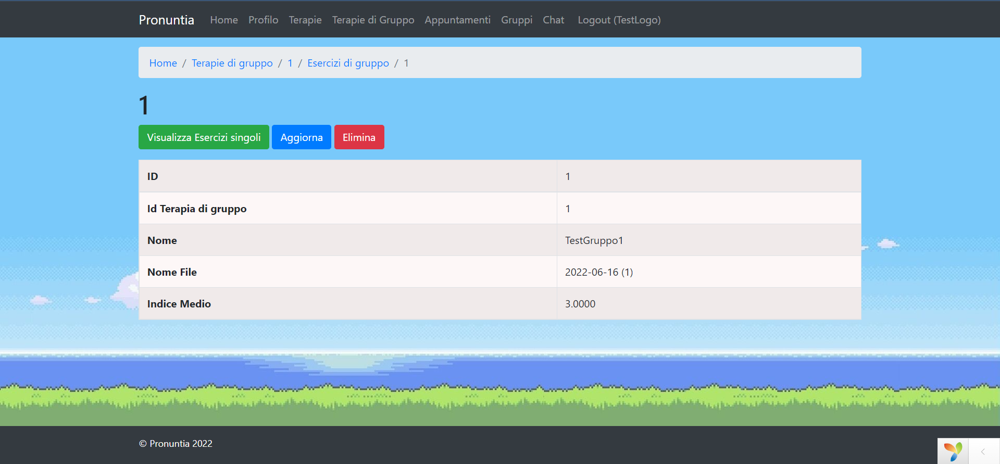 Pronuntia Home Profilo Terapie Terapie di Gruppo Appuntamenti Gruppi Chat Logout (TestLogo)
Home / Terapie di gruppo / 1 / Esercizi di gruppo / 1
1
Visualizza Esercizi singoli Aggiorna Elimina
ID 1
Id Terapia di gruppo 1
Nome TestGruppo1
Nome File 2022-06-16 (1)
Indice Medio 3.0000
© Pronuntia 2022